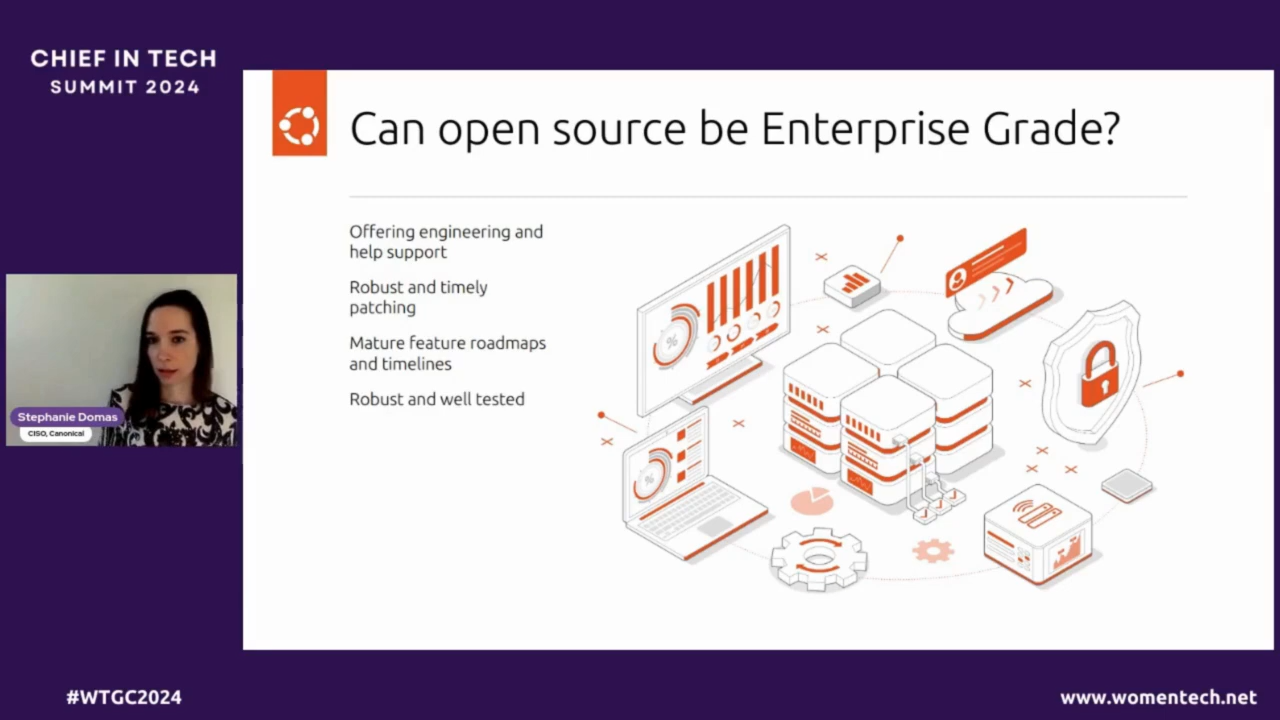 CHIEF IN TECH
SUMMIT 2024
Can open source be Enterprise Grade?
Offering engineering and
help support
Robust and timely
patching
Mature feature roadmaps
and timelines
Robust and well tested
%
%
Stephanie Domas
CISO, Canonical
#WTGC2024
www.womentech.net